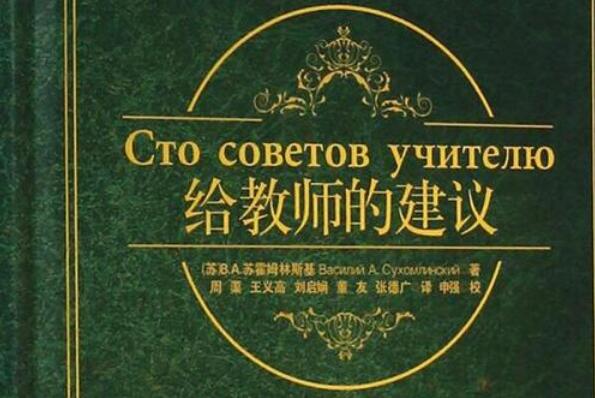 Сто советов учителю
给教师的建议
(苏)В.А.苏霍姆林斯基 Василий А. Сухомлинский 著
周蕖 王义高 刘启娴 董友 张德广 译 申强 校